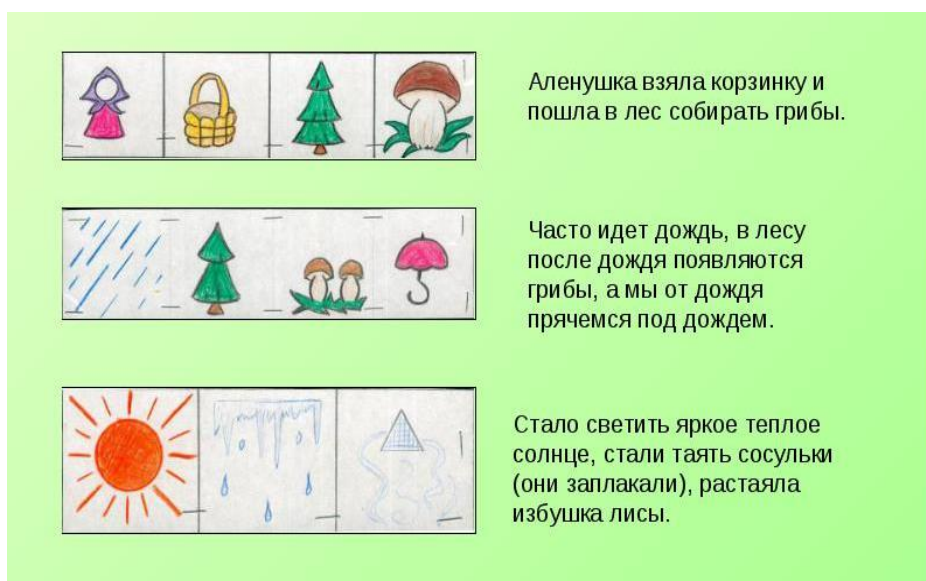 Аленушка взяла корзинку и
пошла в лес собирать грибы.
Часто идет дождь, в лесу
после дождя появляются
грибы, а мы от дождя
прячемся под дождем.
Стало светить яркое теплое
солнце, стали таять сосульки
(они заплакали), растаяла
избушка лисы.